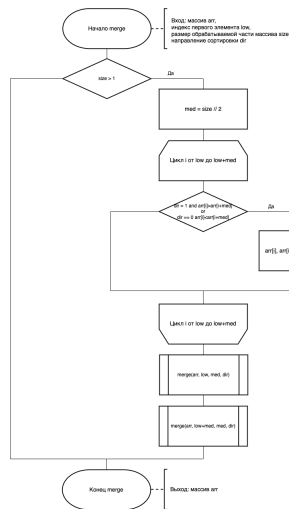 Начало merge
Вход: массив arr,
индекс первого элемента low,
размер обрабатываемой части массива size
направление сортировки dir
size > 1
Да
med = size // 2
Цикл i от low до low+med
dir = 1 and arr[i]>arr[i+med]
or
dir == 0 arr[i]<arr[i+med]
Да
arr[i], arr[i
Цикл i от low до low+med
merge(arr, low, med, dir)
merge(arr, low+med, med, dir)
Конец merge
Выход: массив arr